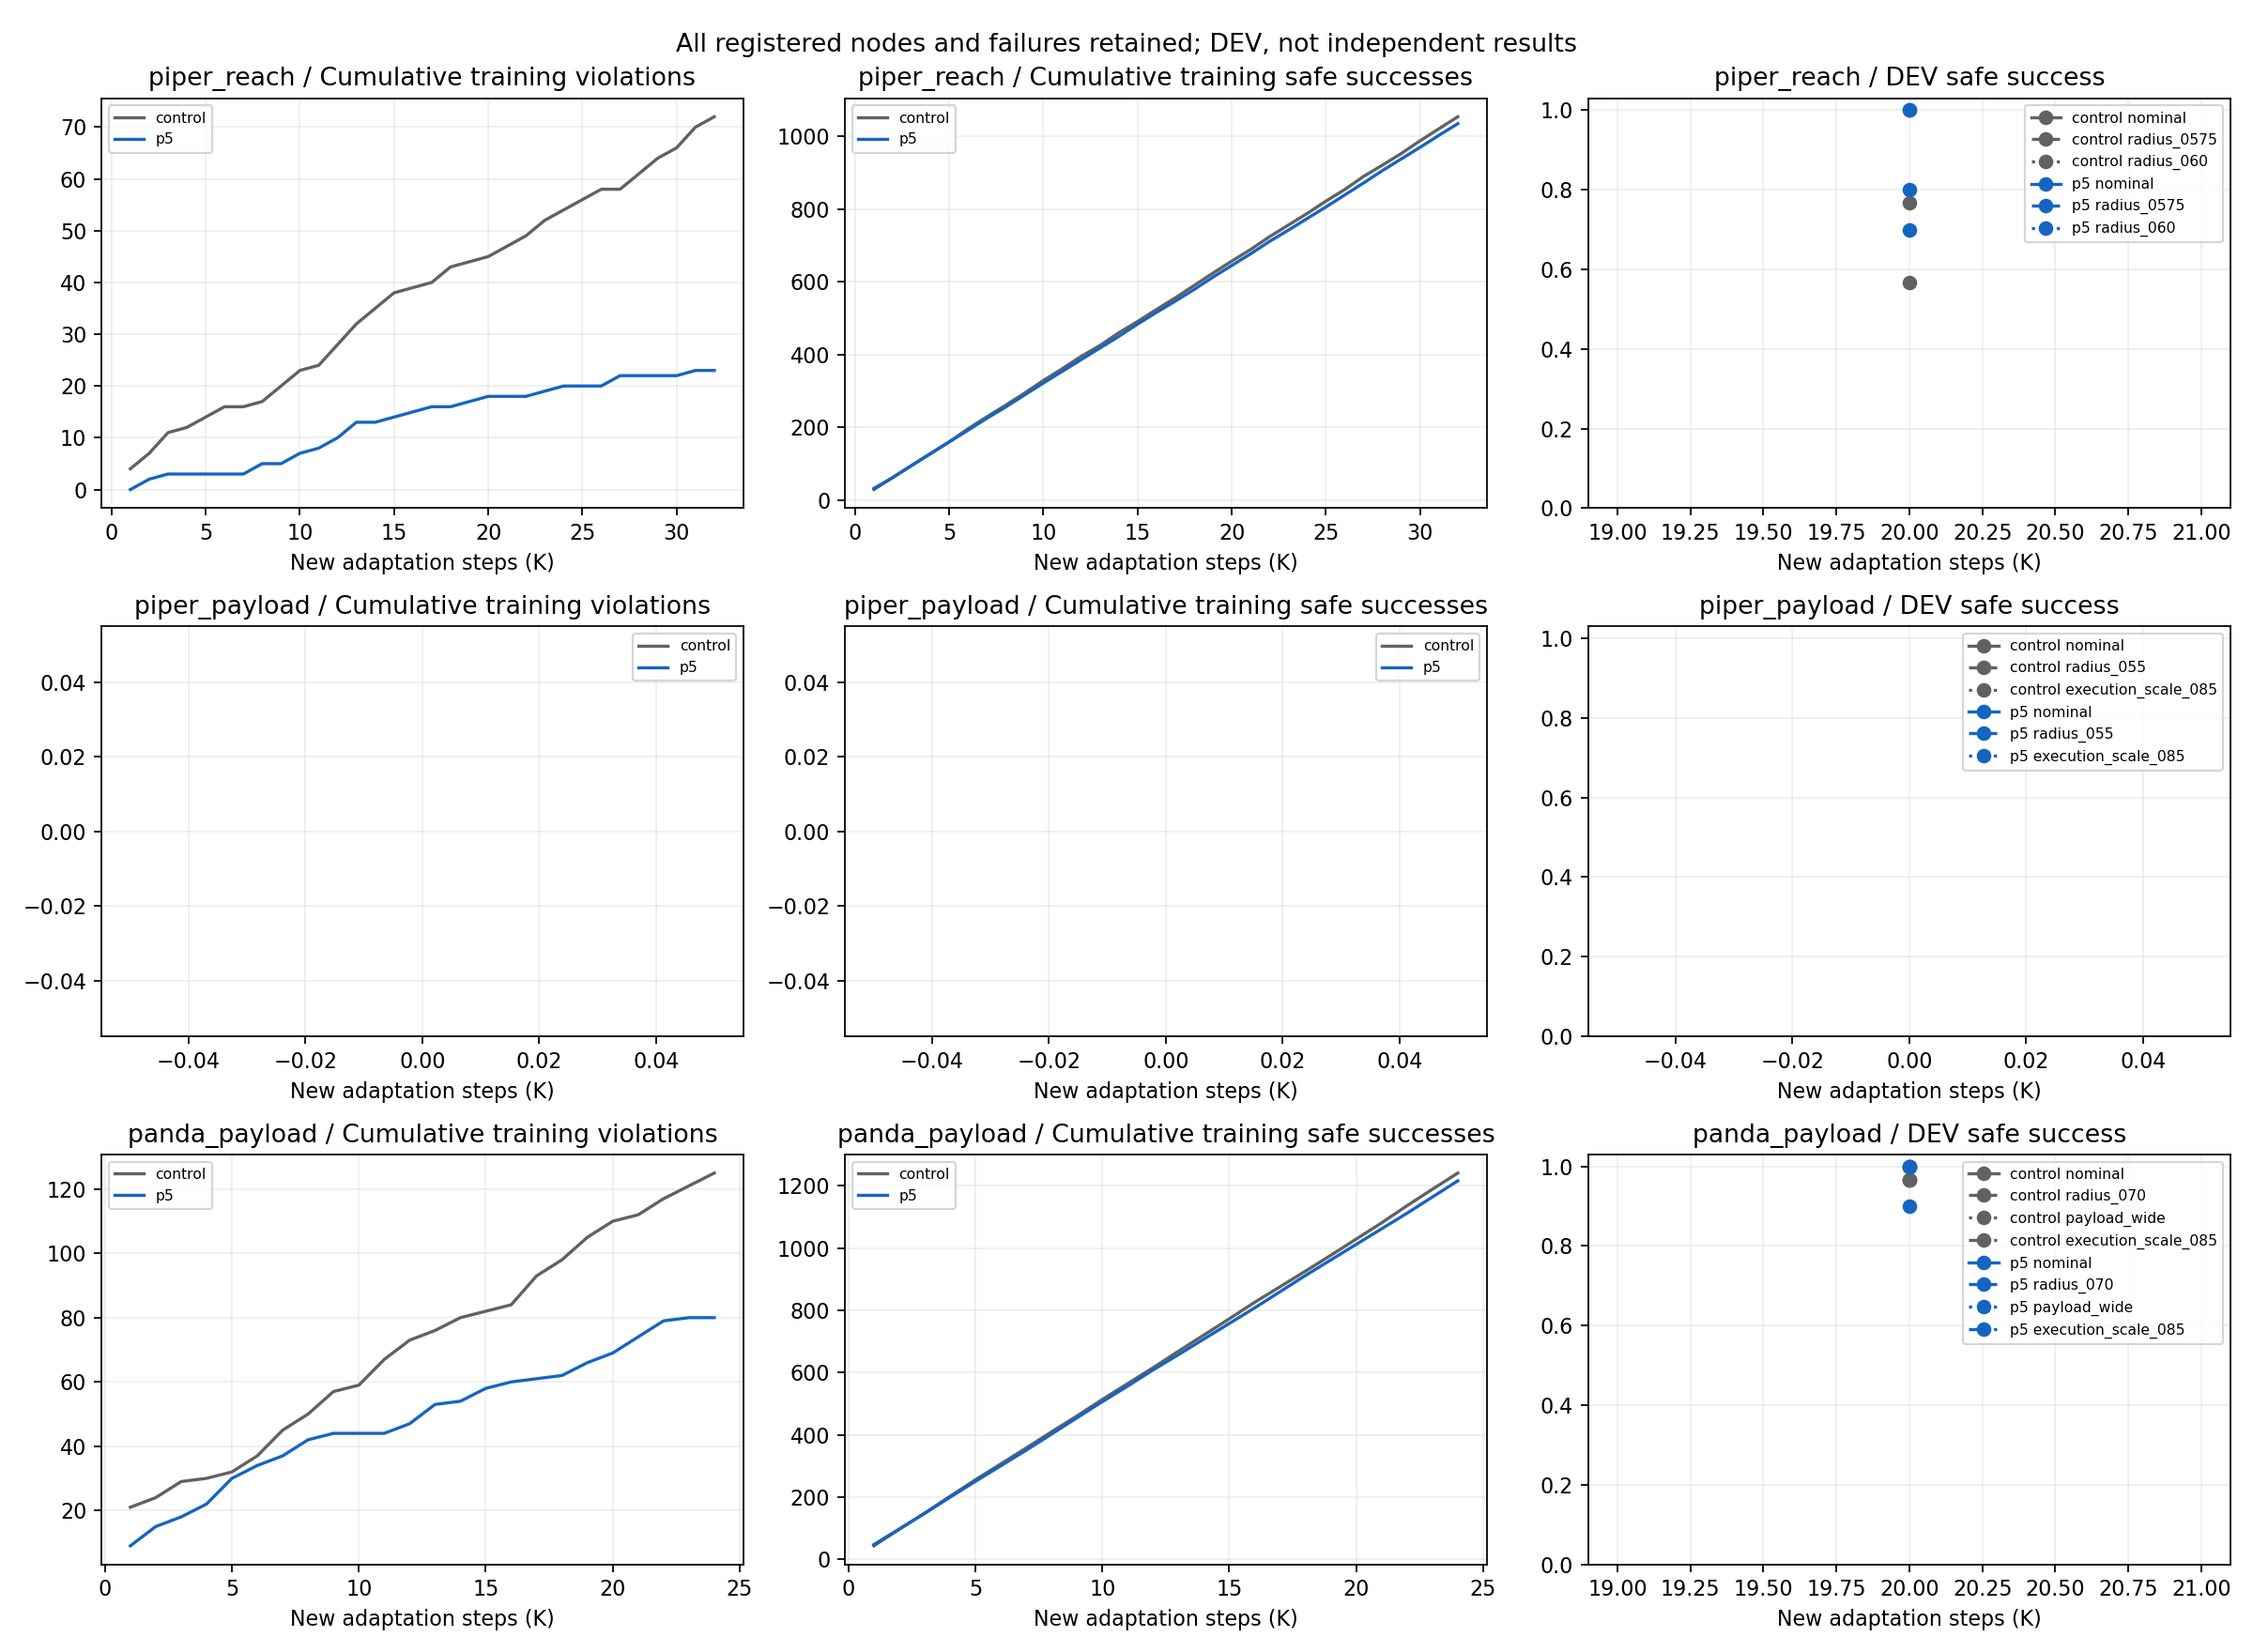 All registered nodes and failures retained; DEV, not independent results
piper_reach / Cumulative training violations
control
p5
70
60
50
40
30
20
10
0
0 5 10 15 20 25 30
New adaptation steps (K)
piper_reach / Cumulative training safe successes
control
p5
1000
800
600
400
200
0
0 5 10 15 20 25 30
New adaptation steps (K)
piper_reach / DEV safe success
control nominal
control radius_0575
control radius_060
p5 nominal
p5 radius_0575
p5 radius_060
1.0
0.8
0.6
0.4
0.2
0.0
19.00 19.25 19.50 19.75 20.00 20.25 20.50 20.75 21.00
New adaptation steps (K)
piper_payload / Cumulative training violations
control
p5
0.04
0.02
0.00
−0.02
−0.04
−0.04 −0.02 0.00 0.02 0.04
New adaptation steps (K)
piper_payload / Cumulative training safe successes
control
p5
0.04
0.02
0.00
−0.02
−0.04
−0.04 −0.02 0.00 0.02 0.04
New adaptation steps (K)
piper_payload / DEV safe success
control nominal
control radius_055
control execution_scale_085
p5 nominal
p5 radius_055
p5 execution_scale_085
1.0
0.8
0.6
0.4
0.2
0.0
−0.04 −0.02 0.00 0.02 0.04
New adaptation steps (K)
panda_payload / Cumulative training violations
control
p5
120
100
80
60
40
20
0 5 10 15 20 25
New adaptation steps (K)
panda_payload / Cumulative training safe successes
control
p5
1200
1000
800
600
400
200
0
0 5 10 15 20 25
New adaptation steps (K)
panda_payload / DEV safe success
control nominal
control radius_070
control payload_wide
control execution_scale_085
p5 nominal
p5 radius_070
p5 payload_wide
p5 execution_scale_085
1.0
0.8
0.6
0.4
0.2
0.0
19.00 19.25 19.50 19.75 20.00 20.25 20.50 20.75 21.00
New adaptation steps (K)